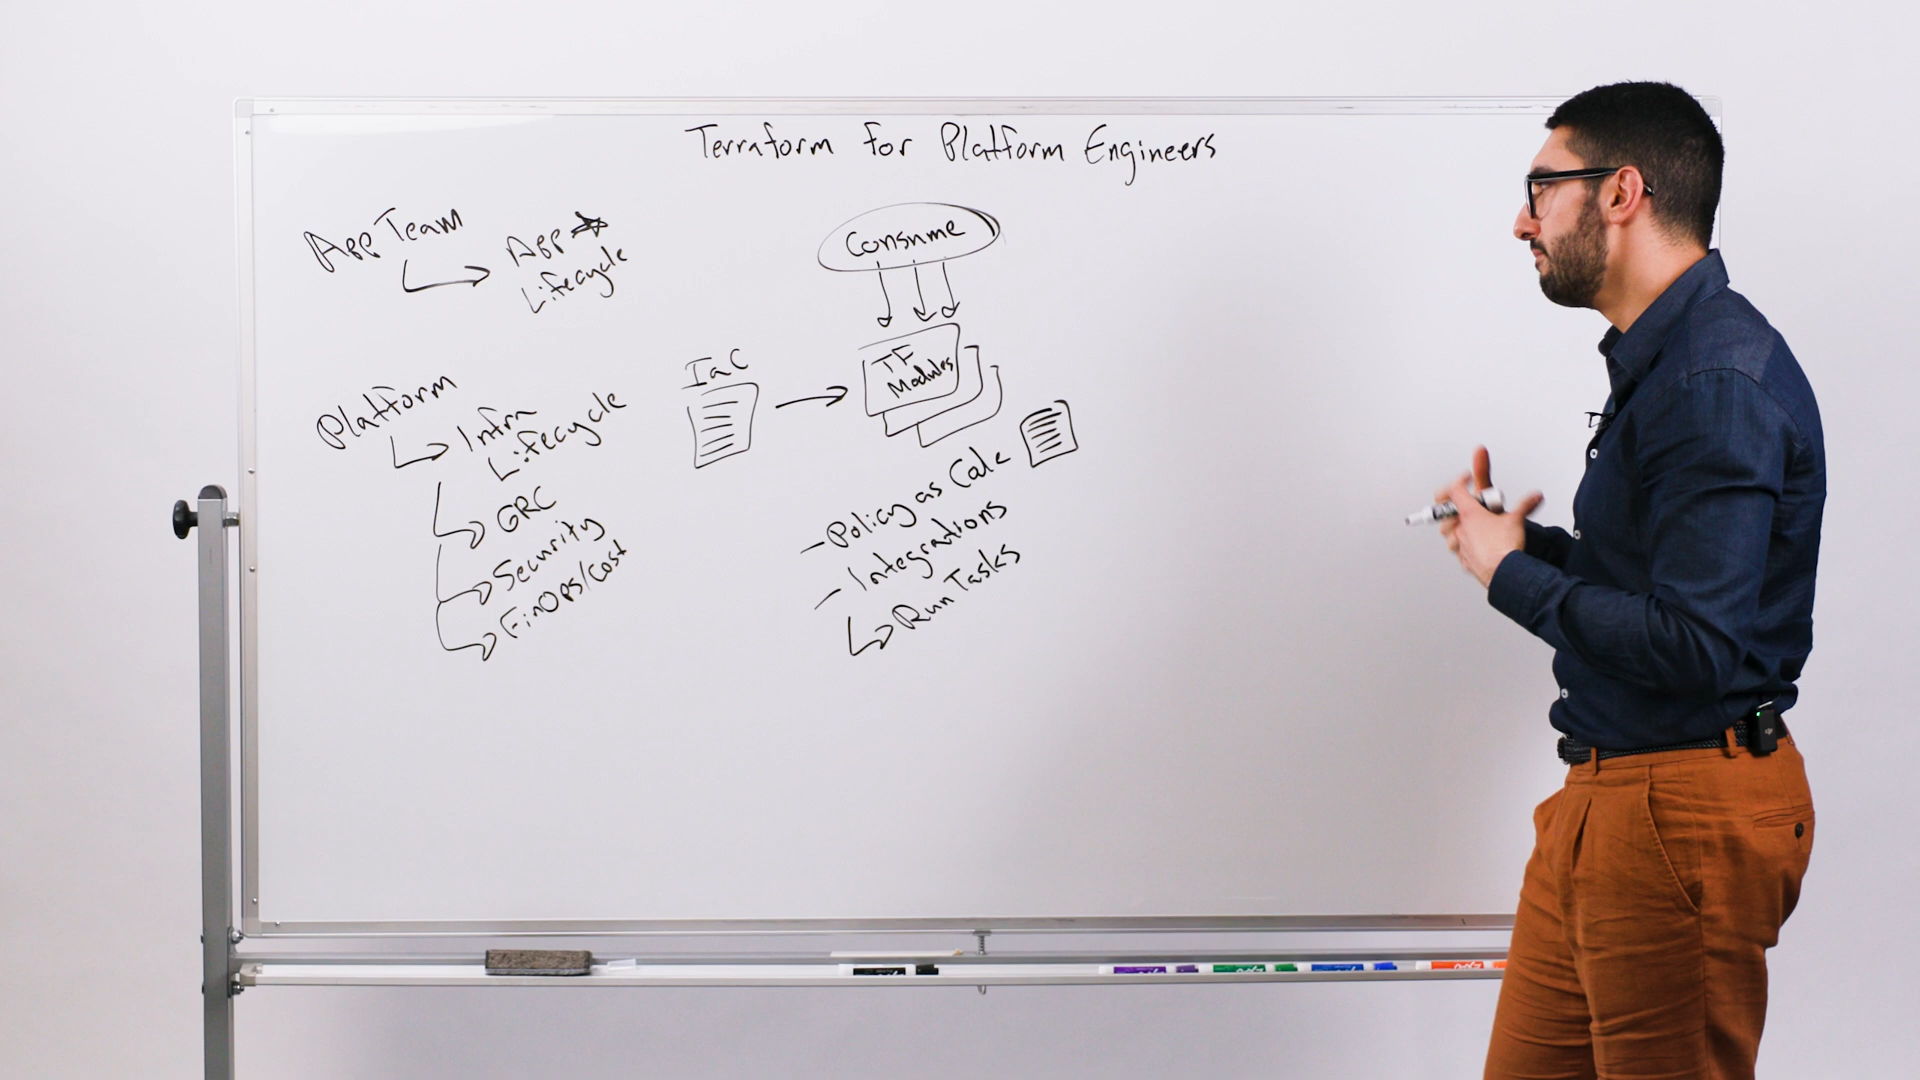 Terraform for Platform Engineers
App Team
App
Lifecycle
Platform
Infra
Lifecycle
GRC
Security
FinOps/Cost
IaC
Consume
TF
Modules
- Policy as Code
- Integrations
Run Tasks